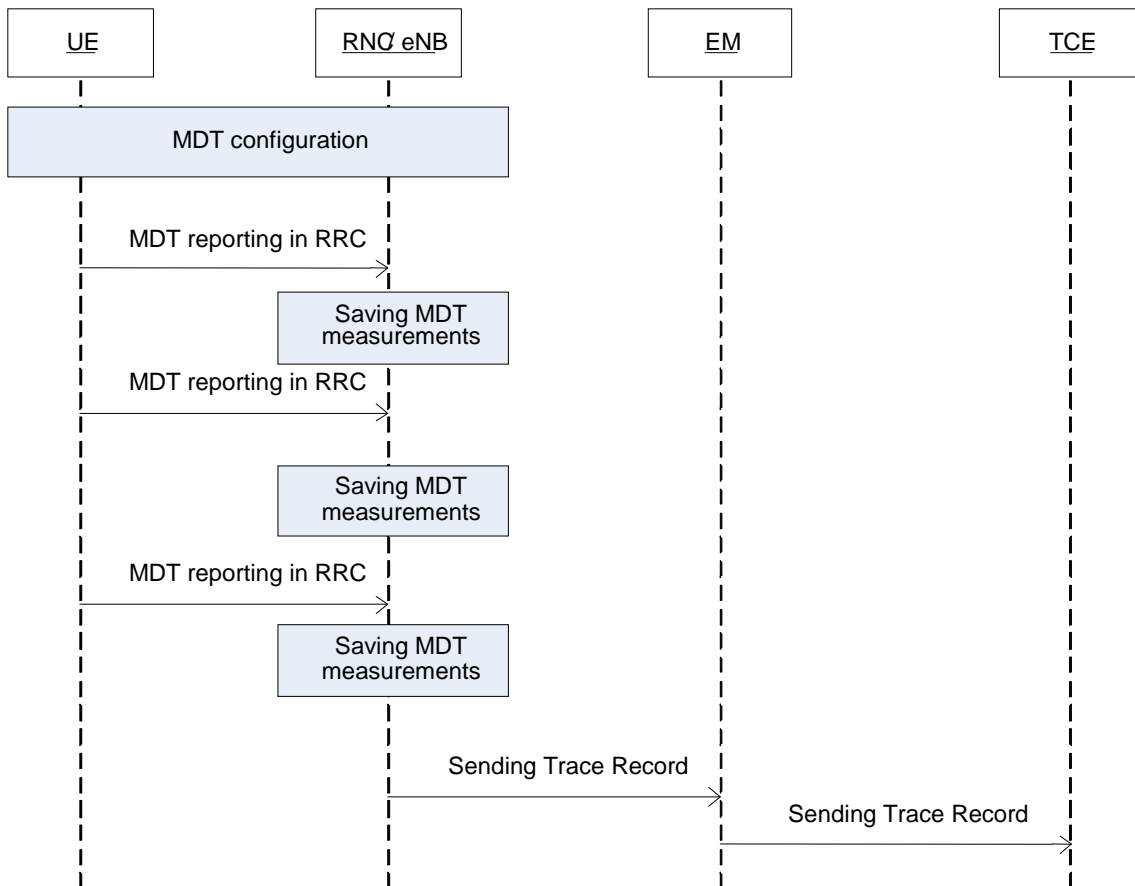 UE
RNC/ eNB
EM
TCE
MDT configuration
MDT reporting in RRC
Saving MDT
measurements
MDT reporting in RRC
Saving MDT
measurements
MDT reporting in RRC
Saving MDT
measurements
Sending Trace Record
Sending Trace Record